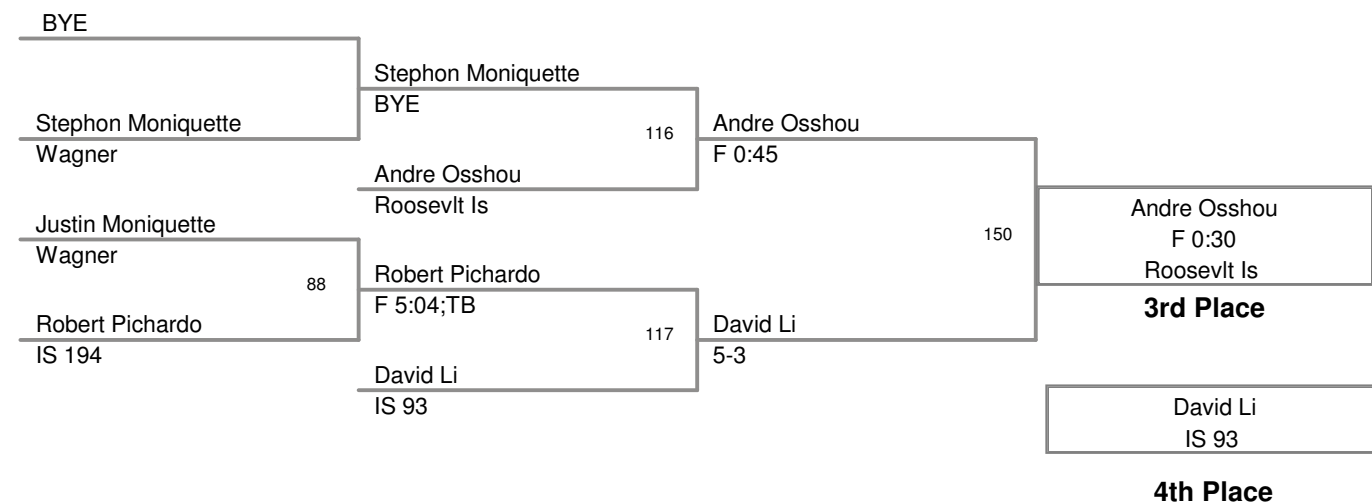 BYE
Stephon Moniquette
BYE
Stephon Moniquette
Wagner
116
Andre Osshou
F 0:45
Andre Osshou
Roosevlt Is
Justin Moniquette
Wagner
88
Robert Pichardo
F 5:04;TB
Robert Pichardo
IS 194
117
David Li
5-3
David Li
IS 93
150
Andre Osshou
F 0:30
Roosevlt Is
3rd Place
David Li
IS 93
4th Place